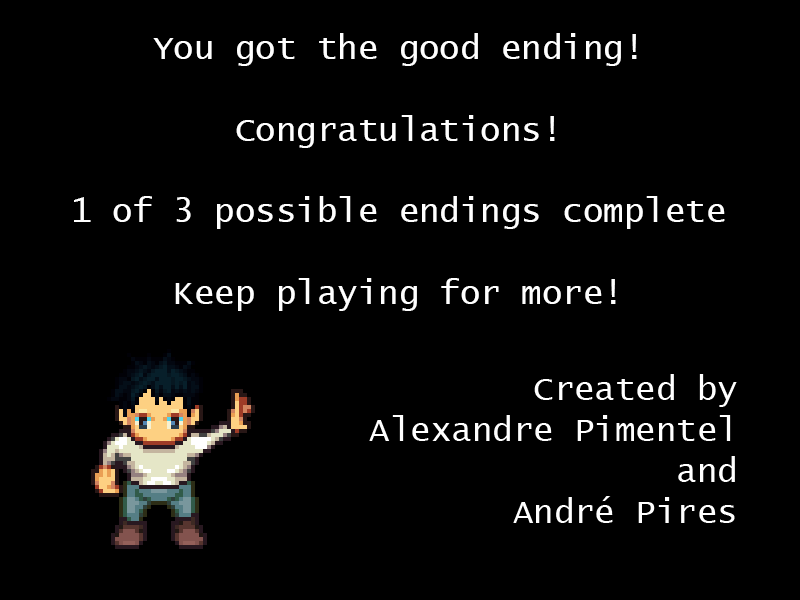 You got the good ending!
Congratulations!
1 of 3 possible endings complete
Keep playing for more!
Created by
Alexandre Pimentel
and
André Pires